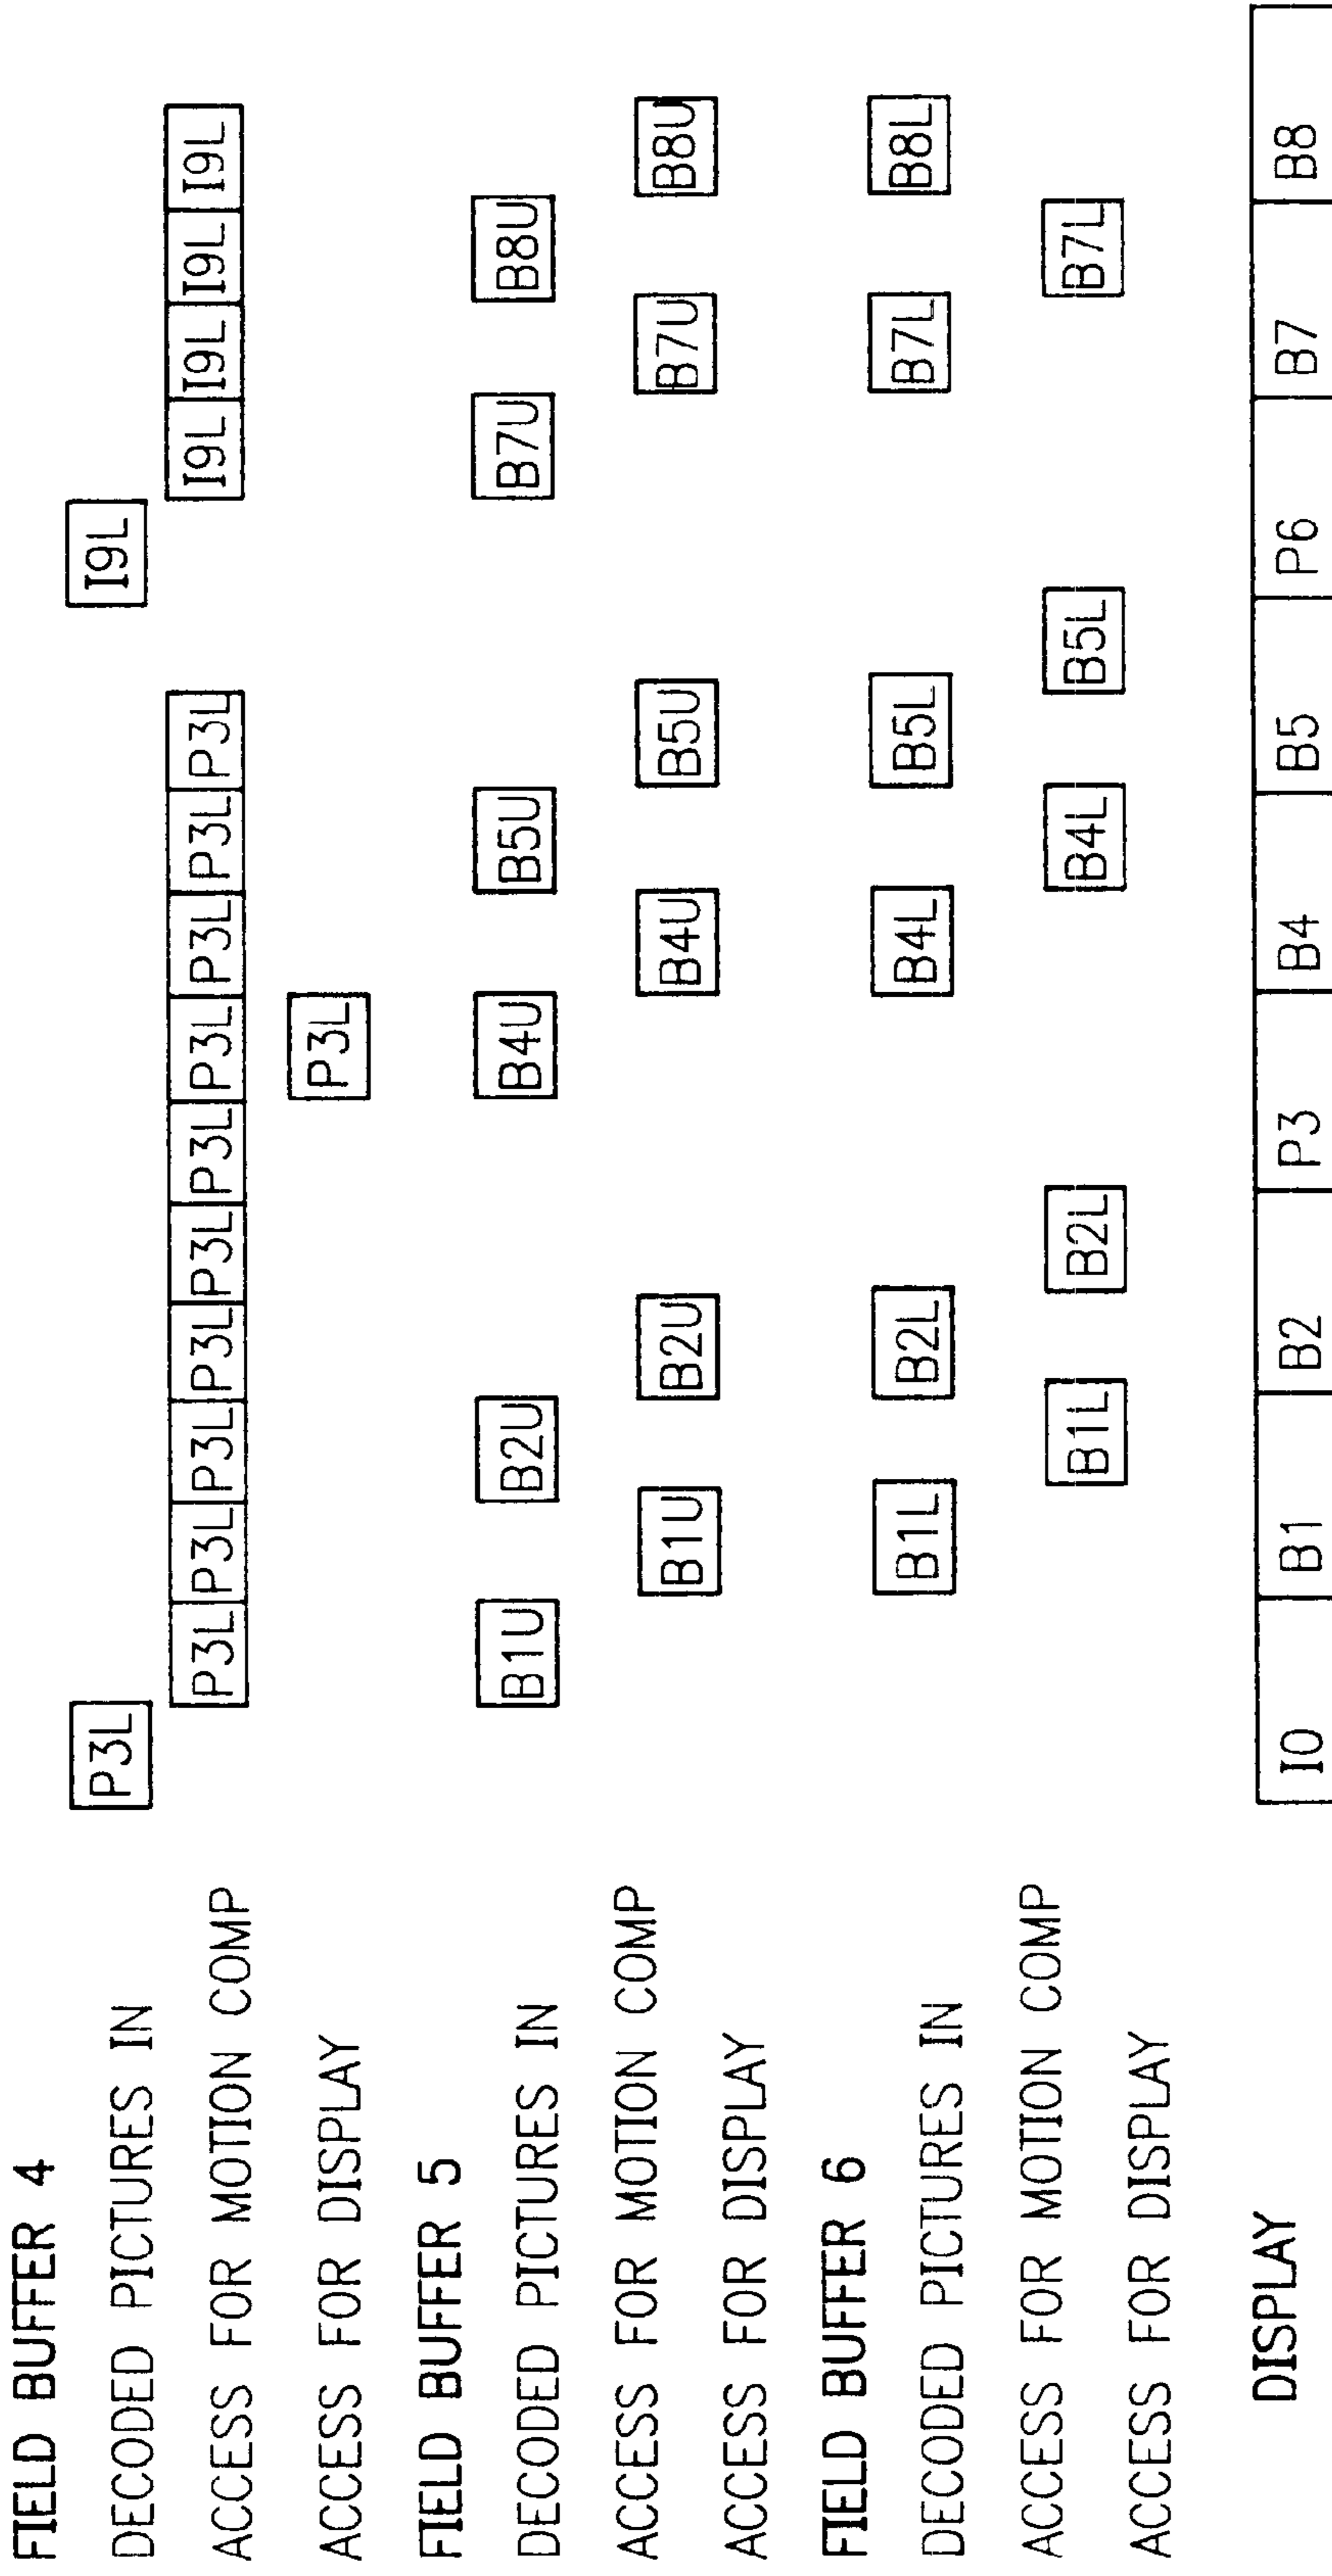 FIELD BUFFER 4
DECODED PICTURES IN P3L I9L
ACCESS FOR MOTION COMP P3L P3L P3L P3L P3L P3L P3L P3L P3L P3L I9L I9L I9L I9L
ACCESS FOR DISPLAY P3L
FIELD BUFFER 5
DECODED PICTURES IN B1U B2U B4U B5U B7U B8U
ACCESS FOR MOTION COMP
ACCESS FOR DISPLAY B1U B2U B4U B5U B7U B8U
FIELD BUFFER 6
DECODED PICTURES IN B1L B2L B4L B5L B7L B8L
ACCESS FOR MOTION COMP
ACCESS FOR DISPLAY B1L B2L B4L B5L B7L
DISPLAY I0 B1 B2 P3 B4 B5 P6 B7 B8